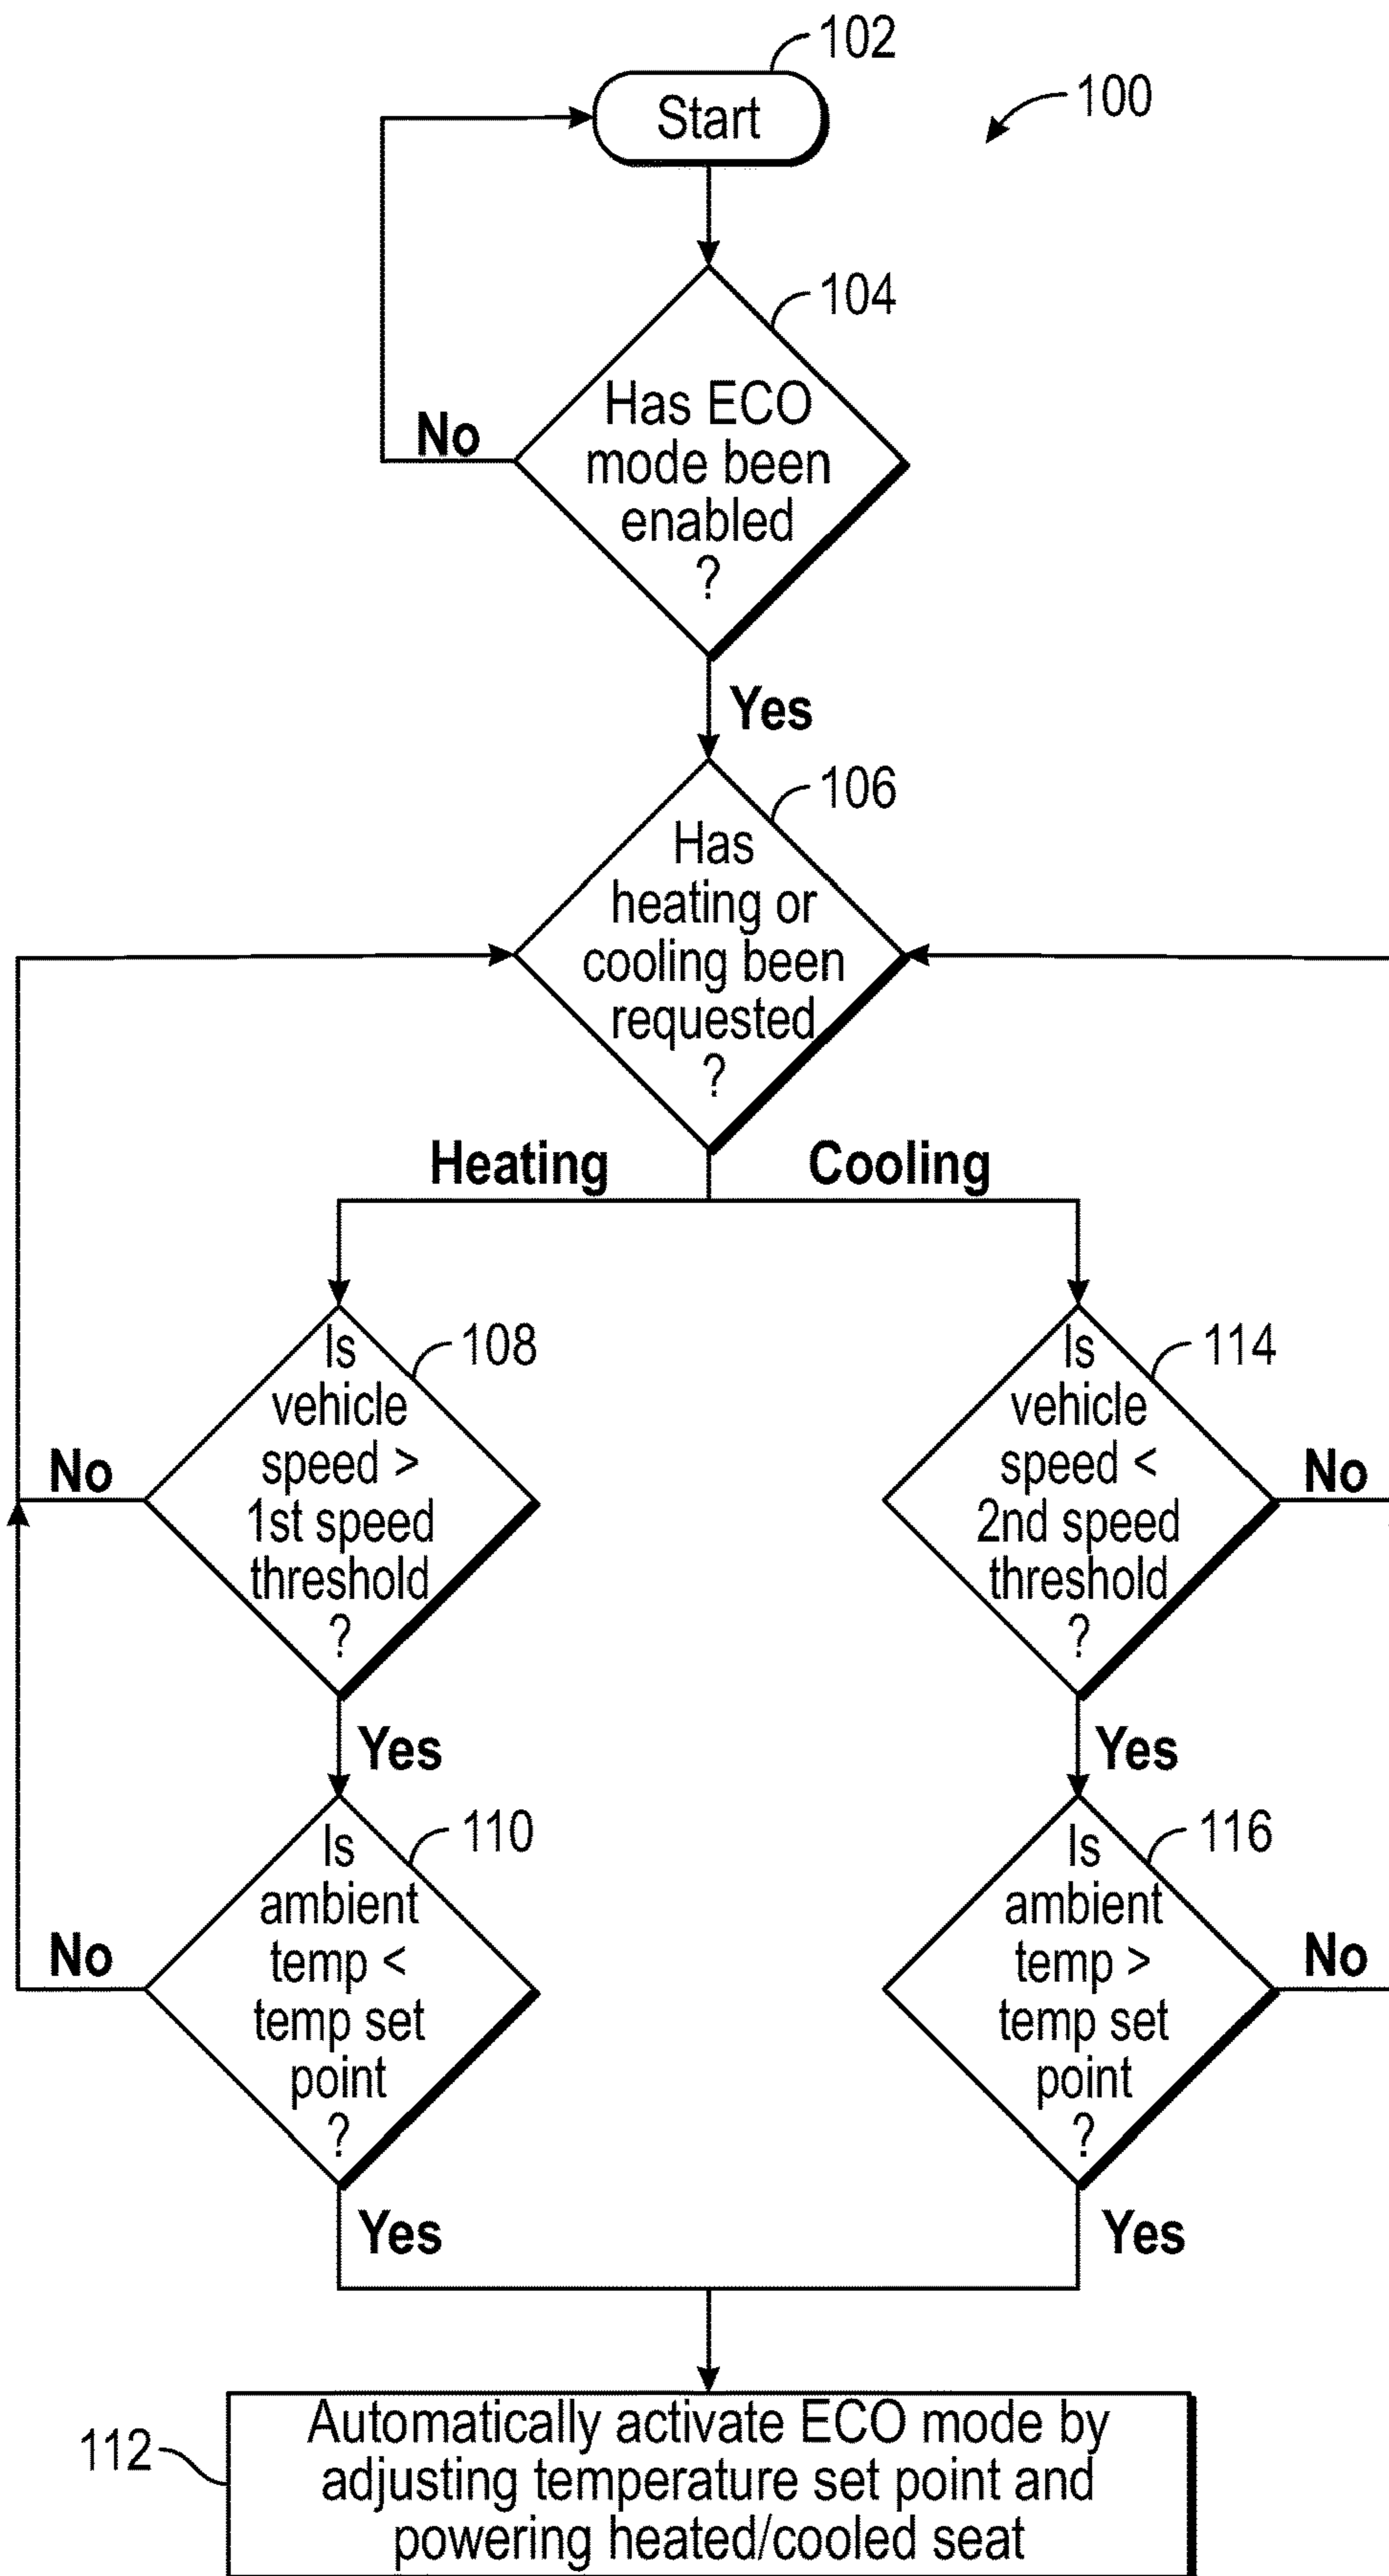 102
Start
100
104
Has ECO
mode been
enabled
?
No
Yes
106
Has
heating or
cooling been
requested
?
Heating
Cooling
108
Is
vehicle
speed >
1st speed
threshold
?
No
Yes
114
Is
vehicle
speed <
2nd speed
threshold
?
No
Yes
110
Is
ambient
temp <
temp set
point
?
No
Yes
116
Is
ambient
temp >
temp set
point
?
No
Yes
112
Automatically activate ECO mode by
adjusting temperature set point and
powering heated/cooled seat